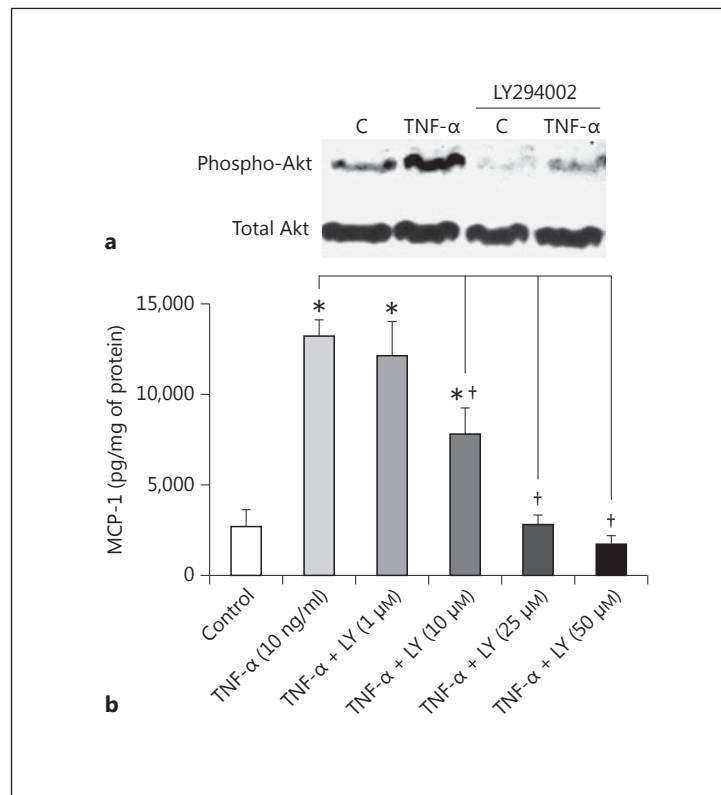 LY294002
C TNF-α C TNF-α
Phospho-Akt
Total Akt
a
15,000
10,000
5,000
0
MCP-1 (pg/mg of protein)
* * * † † †
Control
TNF-α (10 ng/ml)
TNF-α + LY (1 µM)
TNF-α + LY (10 µM)
TNF-α + LY (25 µM)
TNF-α + LY (50 µM)
b